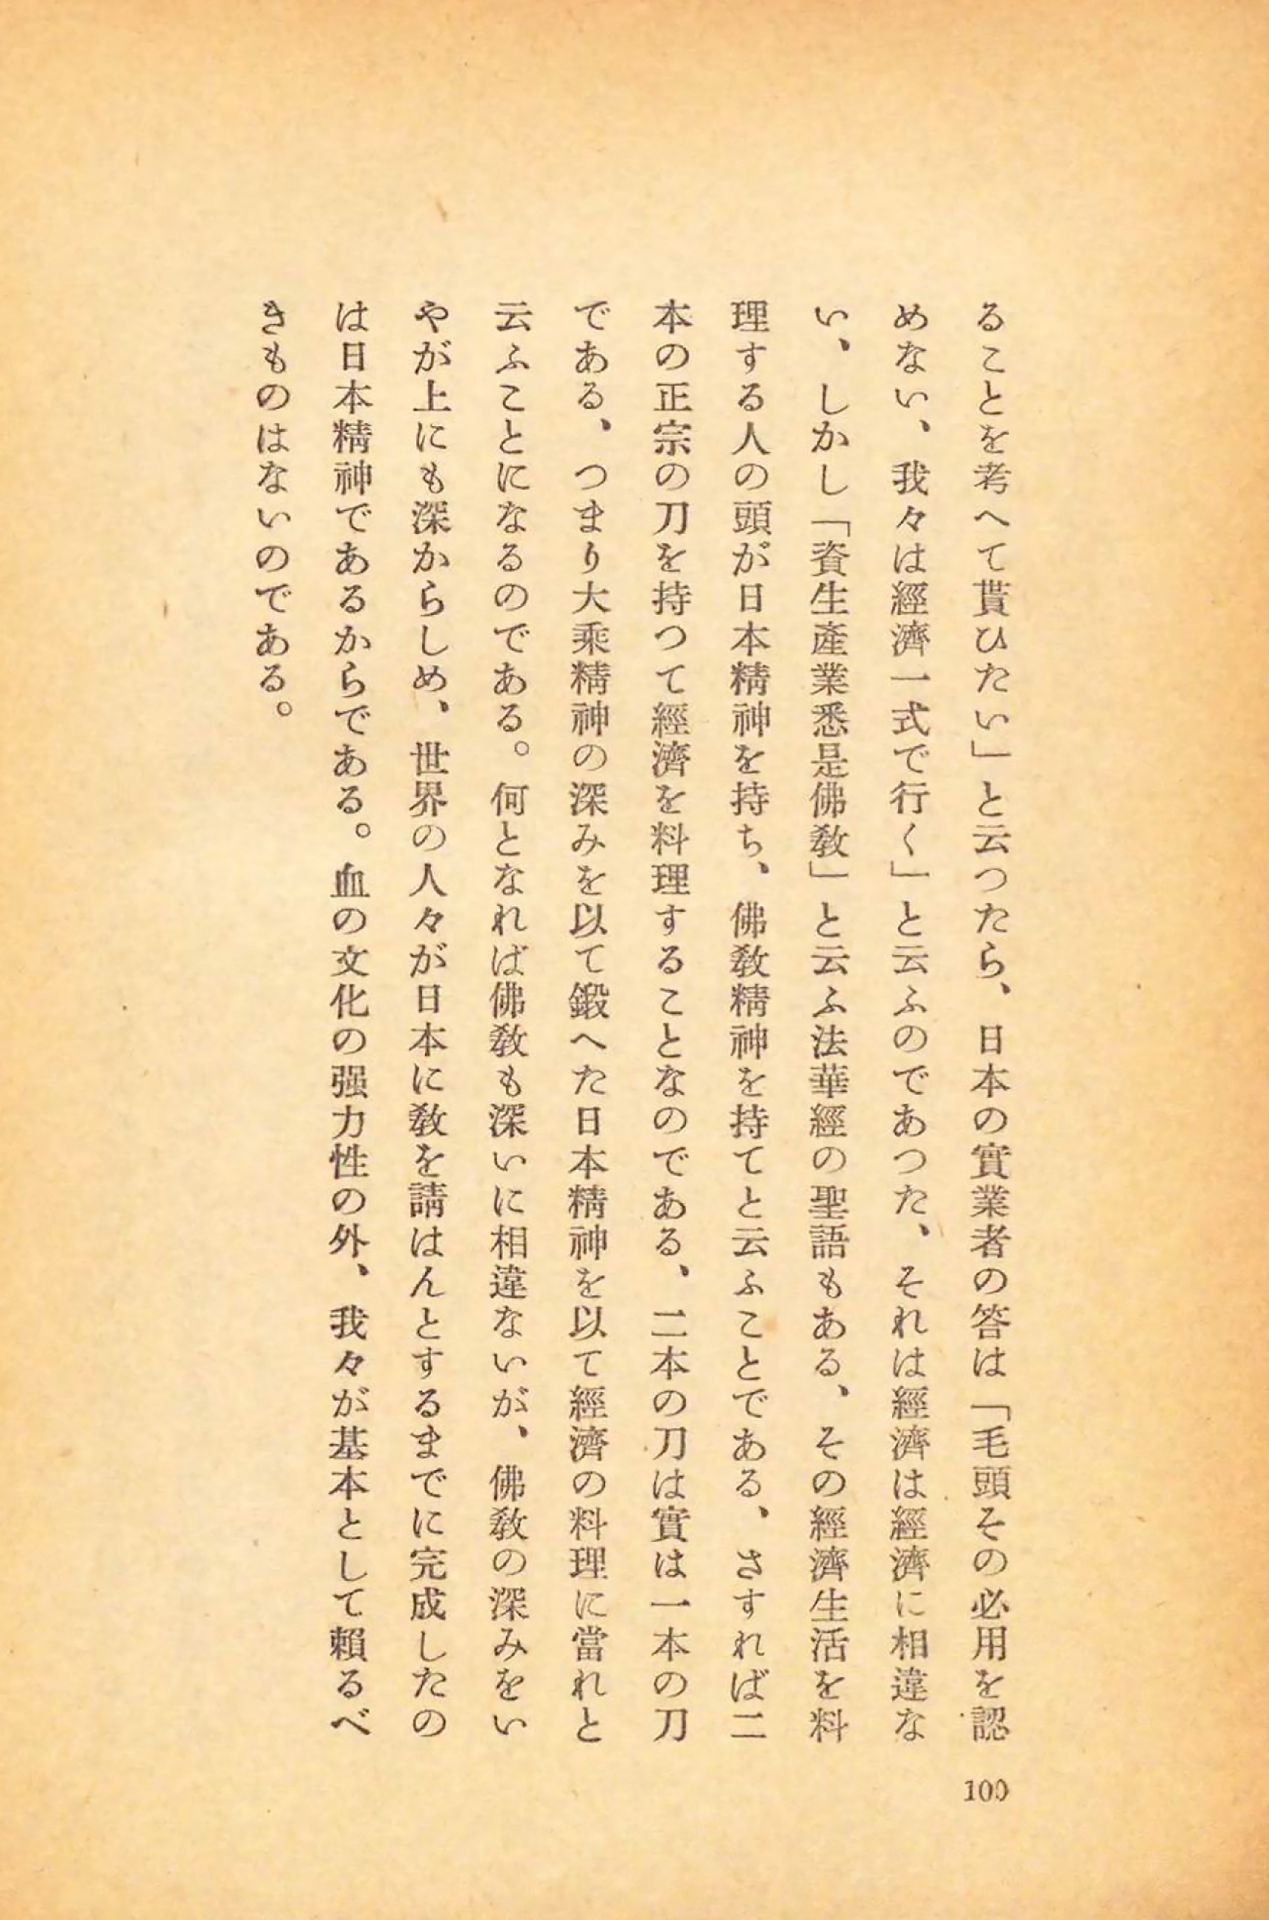 ることを考へて貰ひたい」と云つたら、日本の實業者の答は「毛頭その必用を認
めない、我々は經濟一式で行く」と云ふのであつた、それは經濟は經濟に相違な
い、しかし「資生產業悉是佛敎」と云ふ法華經の聖語もある、その經濟生活を料
理する人の頭が日本精神を持ち、佛敎精神を持てと云ふことである、さすれば二
本の正宗の刀を持つて經濟を料理することなのである、二本の刀は實は一本の刀
である、つまり大乘精神の深みを以て鍛へた日本精神を以て經濟の料理に當れと
云ふことになるのである。何となれば佛敎も深いに相違ないが、佛敎の深みをい
やが上にも深からしめ、世界の人々が日本に敎を請はんとするまでに完成したの
は日本精神であるからである。血の文化の强力性の外、我々が基本として賴るべ
きものはないのである。
100